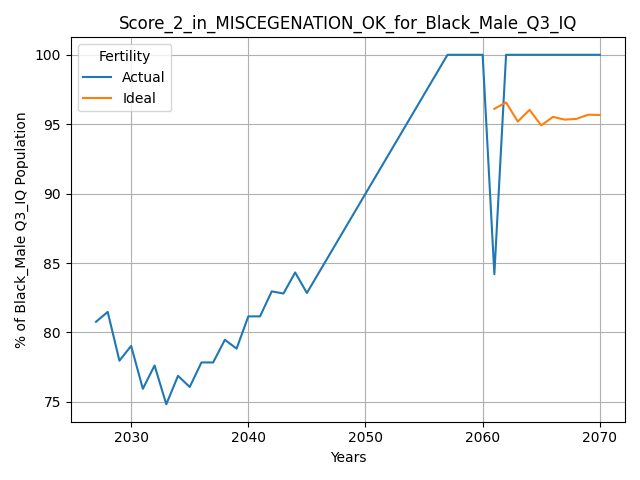 Score_2_in_MISCEGENATION_OK_for_Black_Male_Q3_IQ
Fertility
Actual
Ideal
% of Black_Male Q3_IQ Population
100
95
90
85
80
75
2030
2040
2050
2060
2070
Years